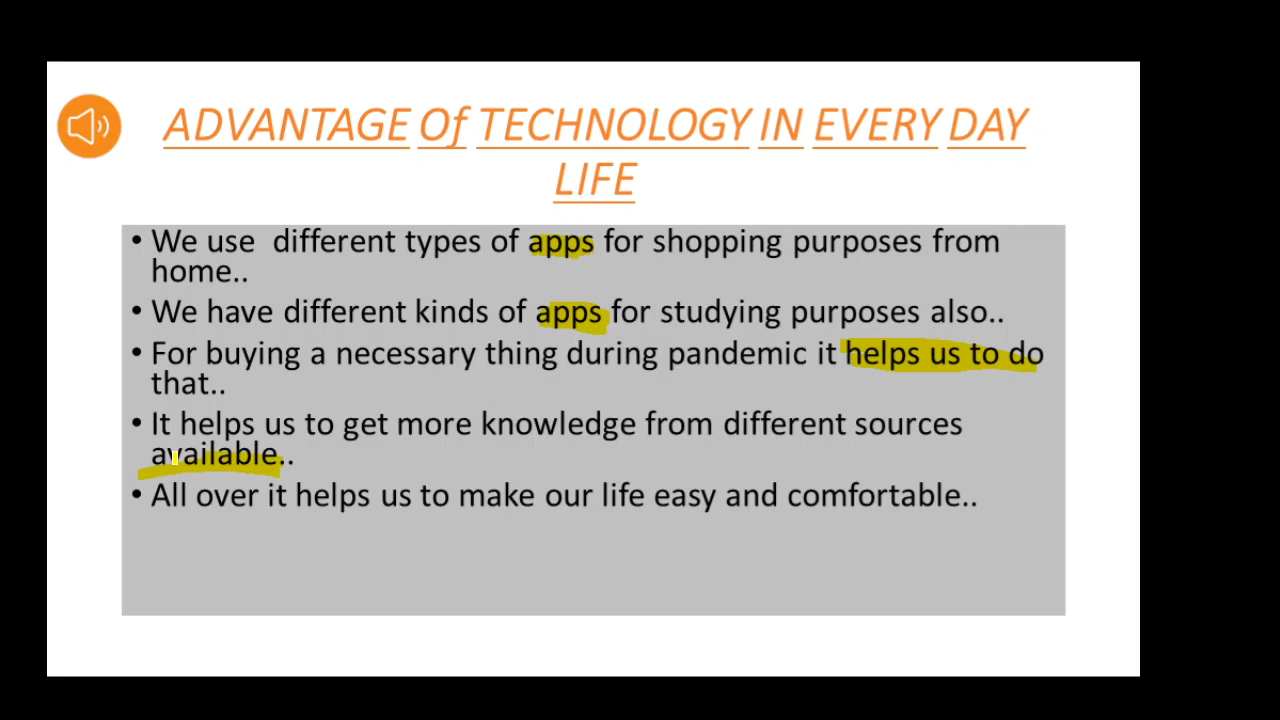 ADVANTAGE Of TECHNOLOGY IN EVERY DAY
LIFE
• We use  different types of apps for shopping purposes from
home..
• We have different kinds of apps for studying purposes also..
• For buying a necessary thing during pandemic it helps us to do
that..
• It helps us to get more knowledge from different sources
available..
• All over it helps us to make our life easy and comfortable..